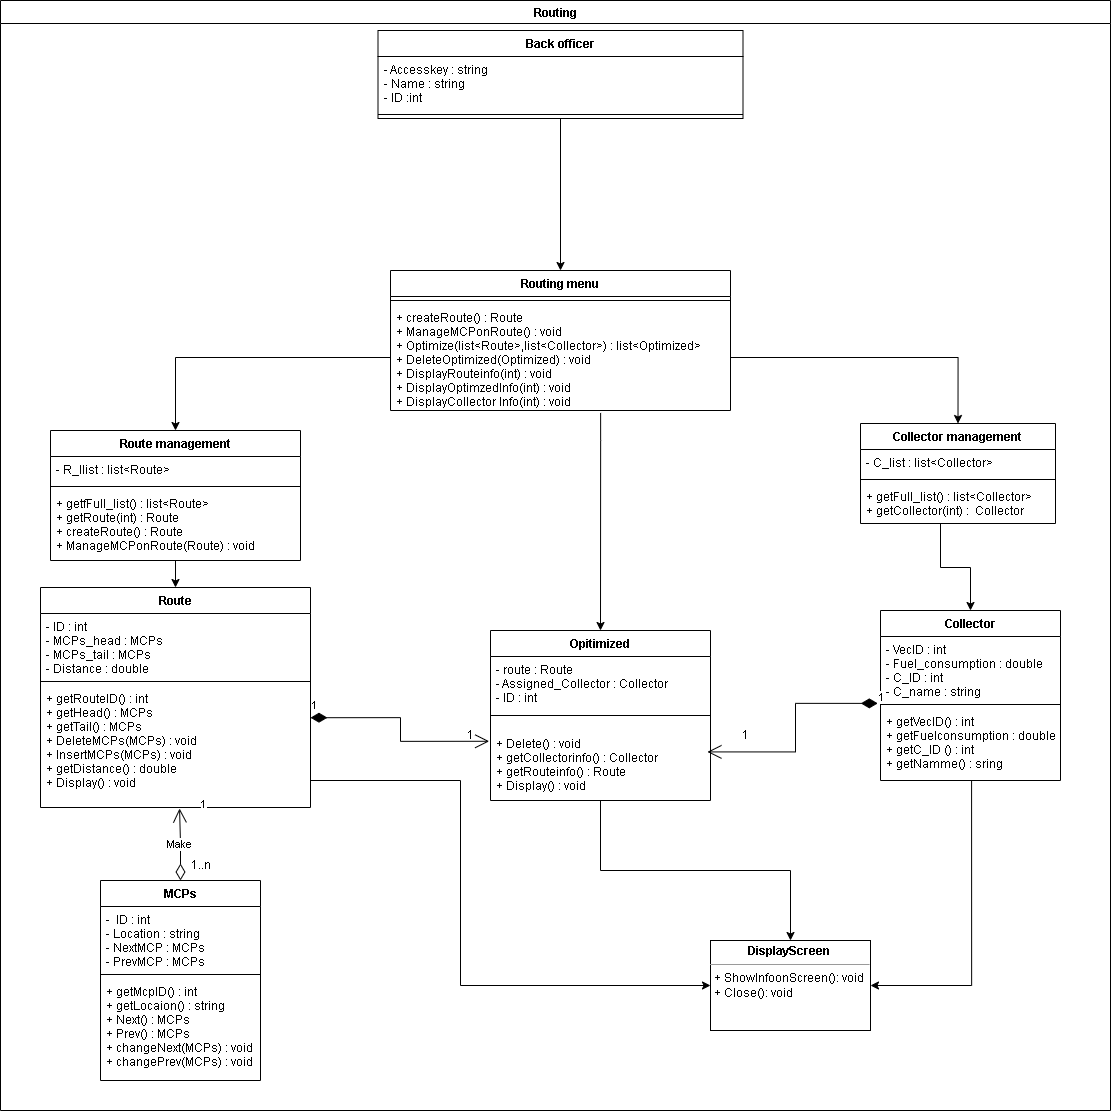 Routing
Back officer
- Accesskey : string
- Name : string
- ID :int
Routing menu
+ createRoute() : Route
+ ManageMCPonRoute() : void
+ Optimize(list<Route>,list<Collector>) : list<Optimized>
+ DeleteOptimized(Optimized) : void
+ DisplayRouteinfo(int) : void
+ DisplayOptimzedInfo(int) : void
+ DisplayCollector Info(int) : void
Route management
- R_llist : list<Route>
+ getfFull_list() : list<Route>
+ getRoute(int) : Route
+ createRoute() : Route
+ ManageMCPonRoute(Route) : void
Collector management
- C_list : list<Collector>
+ getFull_list() : list<Collector>
+ getCollector(int) :  Collector
Route
- ID : int
- MCPs_head : MCPs
- MCPs_tail : MCPs
- Distance : double
+ getRouteID() : int
+ getHead() : MCPs
+ getTail() : MCPs
+ DeleteMCPs(MCPs) : void
+ InsertMCPs(MCPs) : void
+ getDistance() : double
+ Display() : void
1
1
Opitimized
- route : Route
- Assigned_Collector : Collector
- ID : int
+ Delete() : void
+ getCollectorinfo() : Collector
+ getRouteinfo() : Route
+ Display() : void
1
1
Collector
- VecID : int
- Fuel_consumption : double
- C_ID : int
- C_name : string
+ getVecID() : int
+ getFuelconsumption : double
+ getC_ID () : int
+ getNamme() : sring
1
Make
1..n
MCPs
-  ID : int
- Location : string
- NextMCP : MCPs
- PrevMCP : MCPs
+ getMcpID() : int
+ getLocaion() : string
+ Next() : MCPs
+ Prev() : MCPs
+ changeNext(MCPs) : void
+ changePrev(MCPs) : void
DisplayScreen
+ ShowInfoonScreen(): void
+ Close(): void